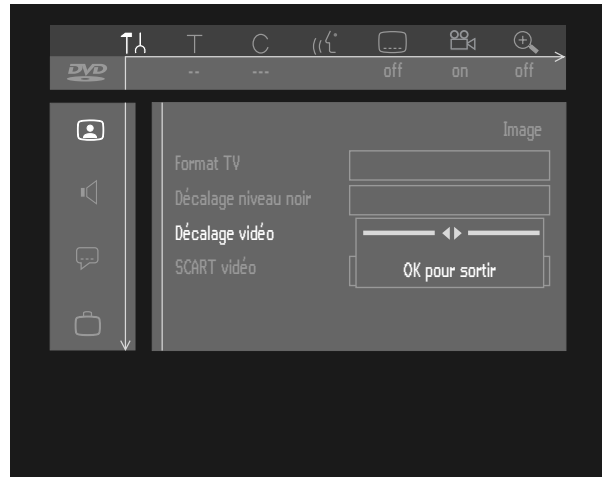 T C
DVD -- --- off on off
Image
Format TV
Décalage niveau noir
Décalage vidéo
SCART vidéo
OK pour sortir